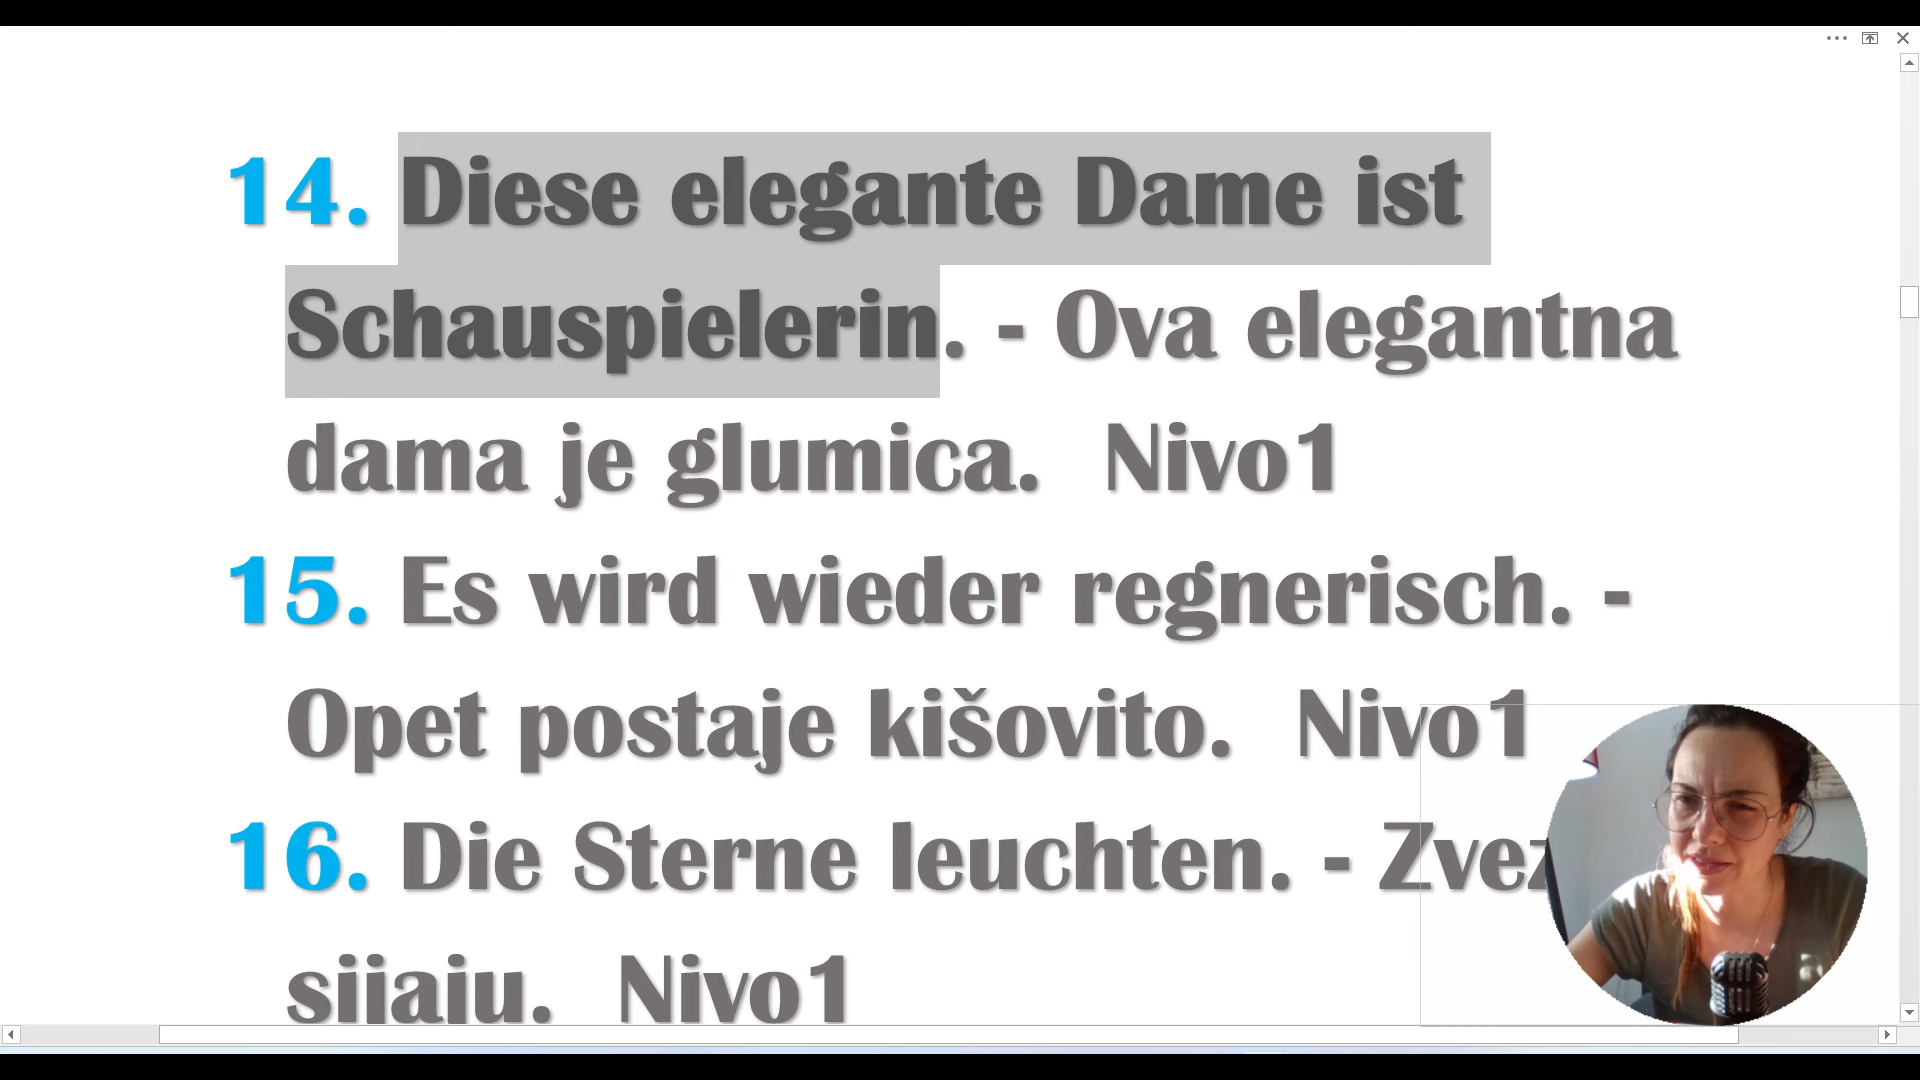 14. Diese elegante Dame ist
Schauspielerin. - Ova elegantna
dama je glumica. Nivo1
15. Es wird wieder regnerisch. -
Opet postaje kišovito. Nivo1
16. Die Sterne leuchten. -
sijaju. Nivo1